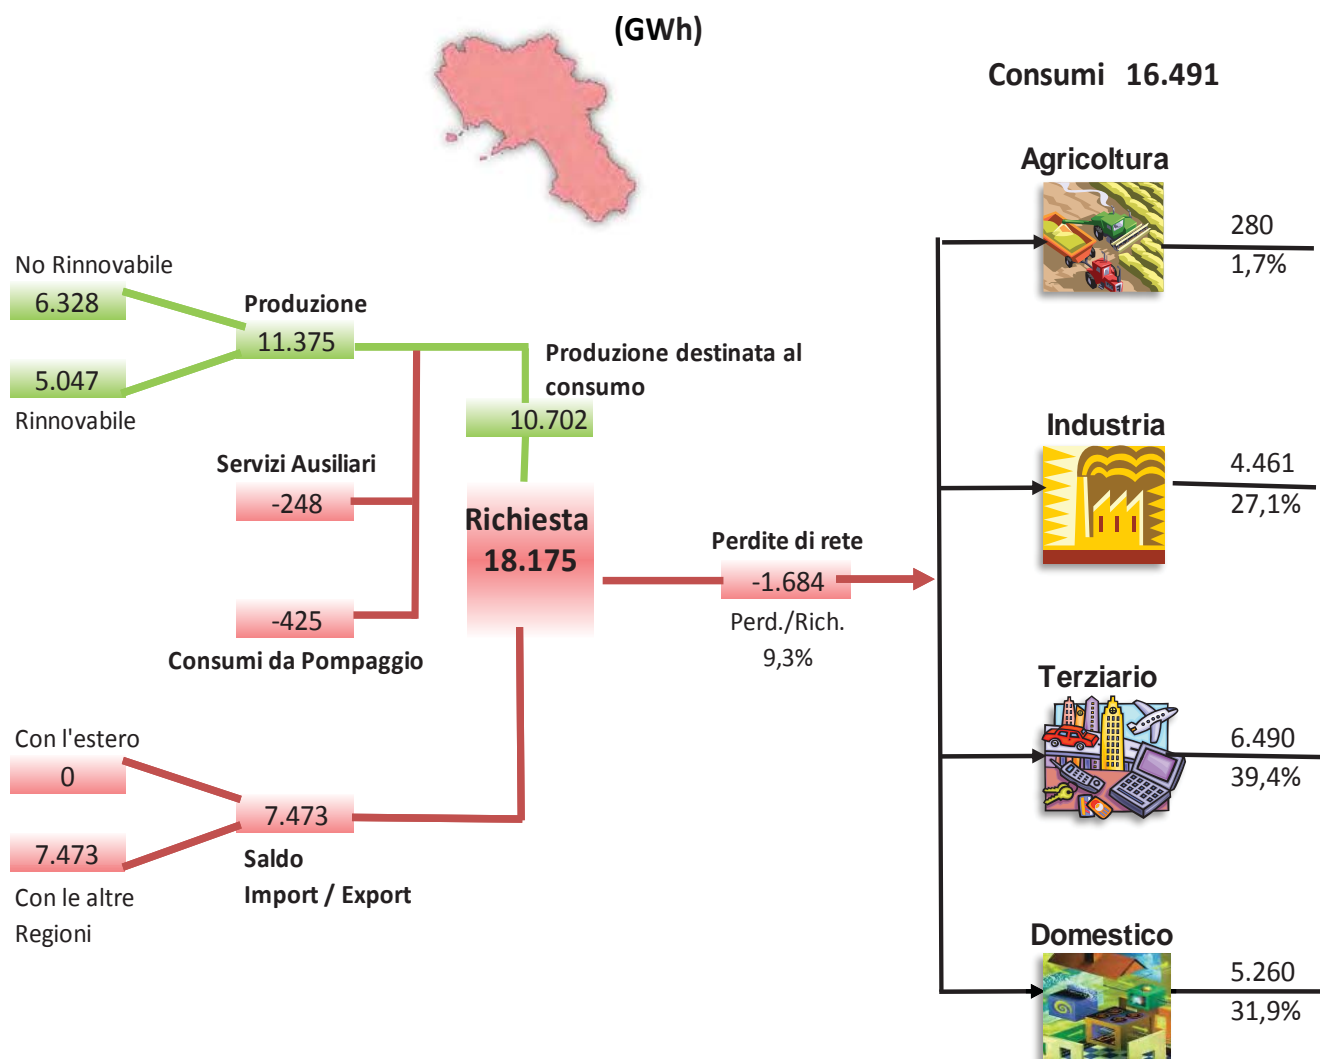 (GWh)
Consumi 16.491
Agricoltura
280
1,7%
No Rinnovabile
6.328
Produzione
11.375
5.047
Rinnovabile
Produzione destinata al
consumo
10.702
Servizi Ausiliari
-248
Richiesta
18.175
-425
Consumi da Pompaggio
Perdite di rete
-1.684
Perd./Rich.
9,3%
Industria
4.461
27,1%
Terziario
6.490
39,4%
Con l'estero
0
7.473
7.473
Con le altre
Regioni
Saldo
Import / Export
Domestico
5.260
31,9%